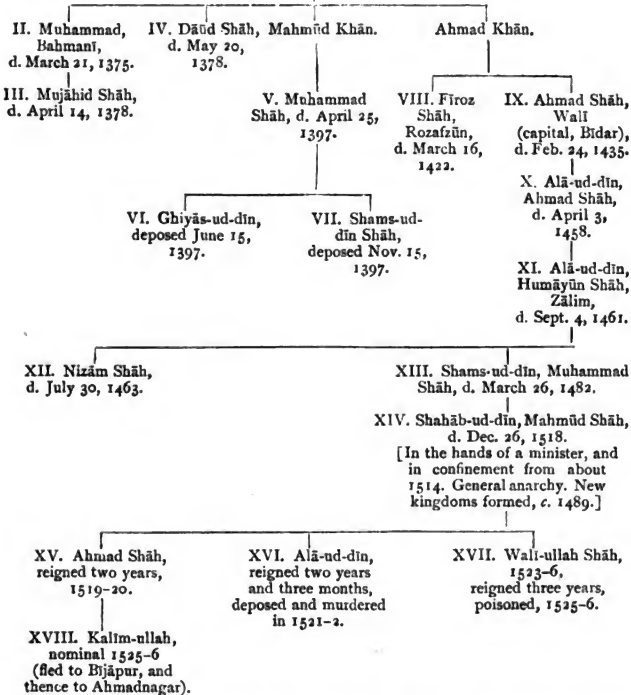 II. Muhammad,
Bahmanī,
d. March 21, 1375.
III. Mujāhid Shāh,
d. April 14, 1378.
IV. Dāūd Shāh,
d. May 20,
1378.
Mahmūd Khān.
Ahmad Khān.
V. Muhammad
Shāh, d. April 25,
1397.
VIII. Fīroz
Shāh,
Rozafzūn,
d. March 16,
1422.
IX. Ahmad Shāh,
Walī
(capital, Bīdar),
d. Feb. 24, 1435.
X. Alā-ud-dīn,
Ahmad Shāh,
d. April 3,
1458.
VI. Ghiyās-ud-dīn,
deposed June 15,
1397.
VII. Shams-ud-
dīn Shāh,
deposed Nov. 15,
1397.
XI. Alā-ud-dīn,
Humāyūn Shāh,
Zālim,
d. Sept. 4, 1461.
XII. Nizām Shāh,
d. July 30, 1463.
XIII. Shams-ud-dīn, Muhammad
Shāh, d. March 26, 1482.
XIV. Shahāb-ud-dīn, Mahmūd Shāh,
d. Dec. 26, 1518.
[In the hands of a minister, and
in confinement from about
1514. General anarchy. New
kingdoms formed, c. 1489.]
XV. Ahmad Shāh,
reigned two years,
1519-20.
XVI. Alā-ud-dīn,
reigned two years
and three months,
deposed and murdered
in 1521-2.
XVII. Walī-ullah Shāh,
1523-6,
reigned three years,
poisoned, 1525-6.
XVIII. Kalīm-ullah,
nominal 1525-6
(fled to Bījāpur, and
thence to Ahmadnagar).